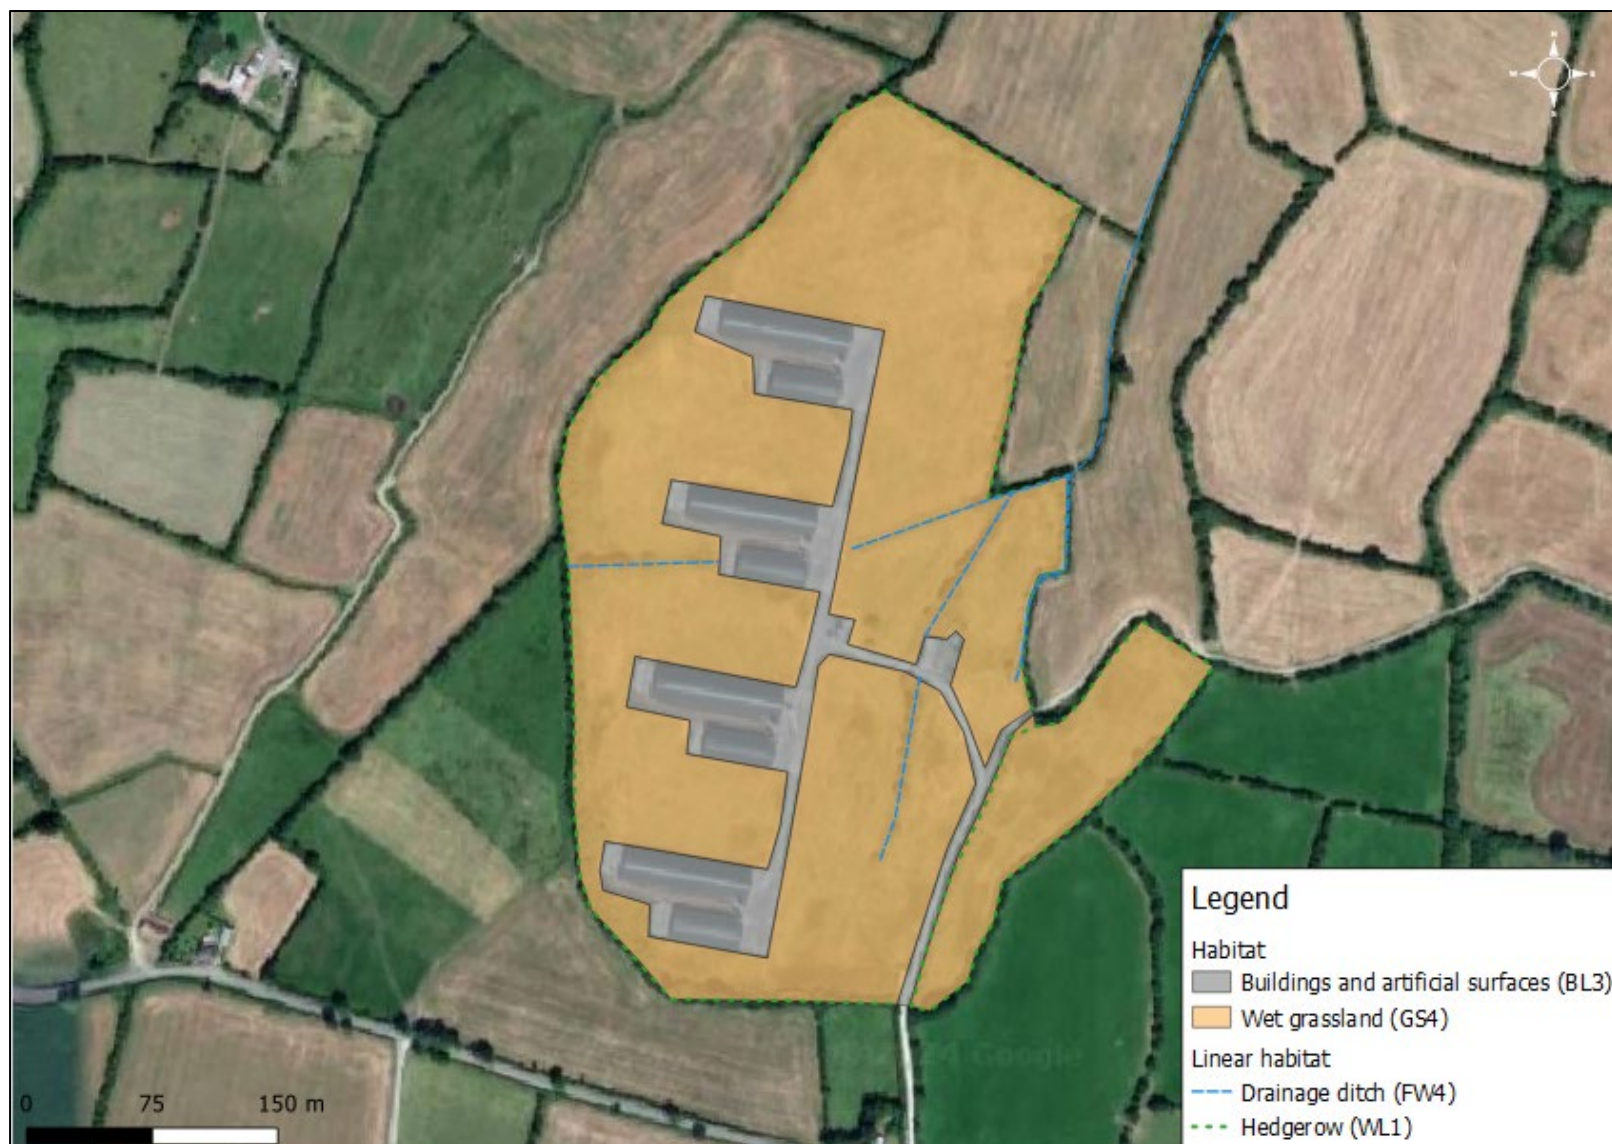 N
W E
S
Legend
Habitat
Buildings and artificial surfaces (BL3)
Wet grassland (GS4)
Linear habitat
Drainage ditch (FW4)
Hedgerow (WL1)
Google
0 75 150 m